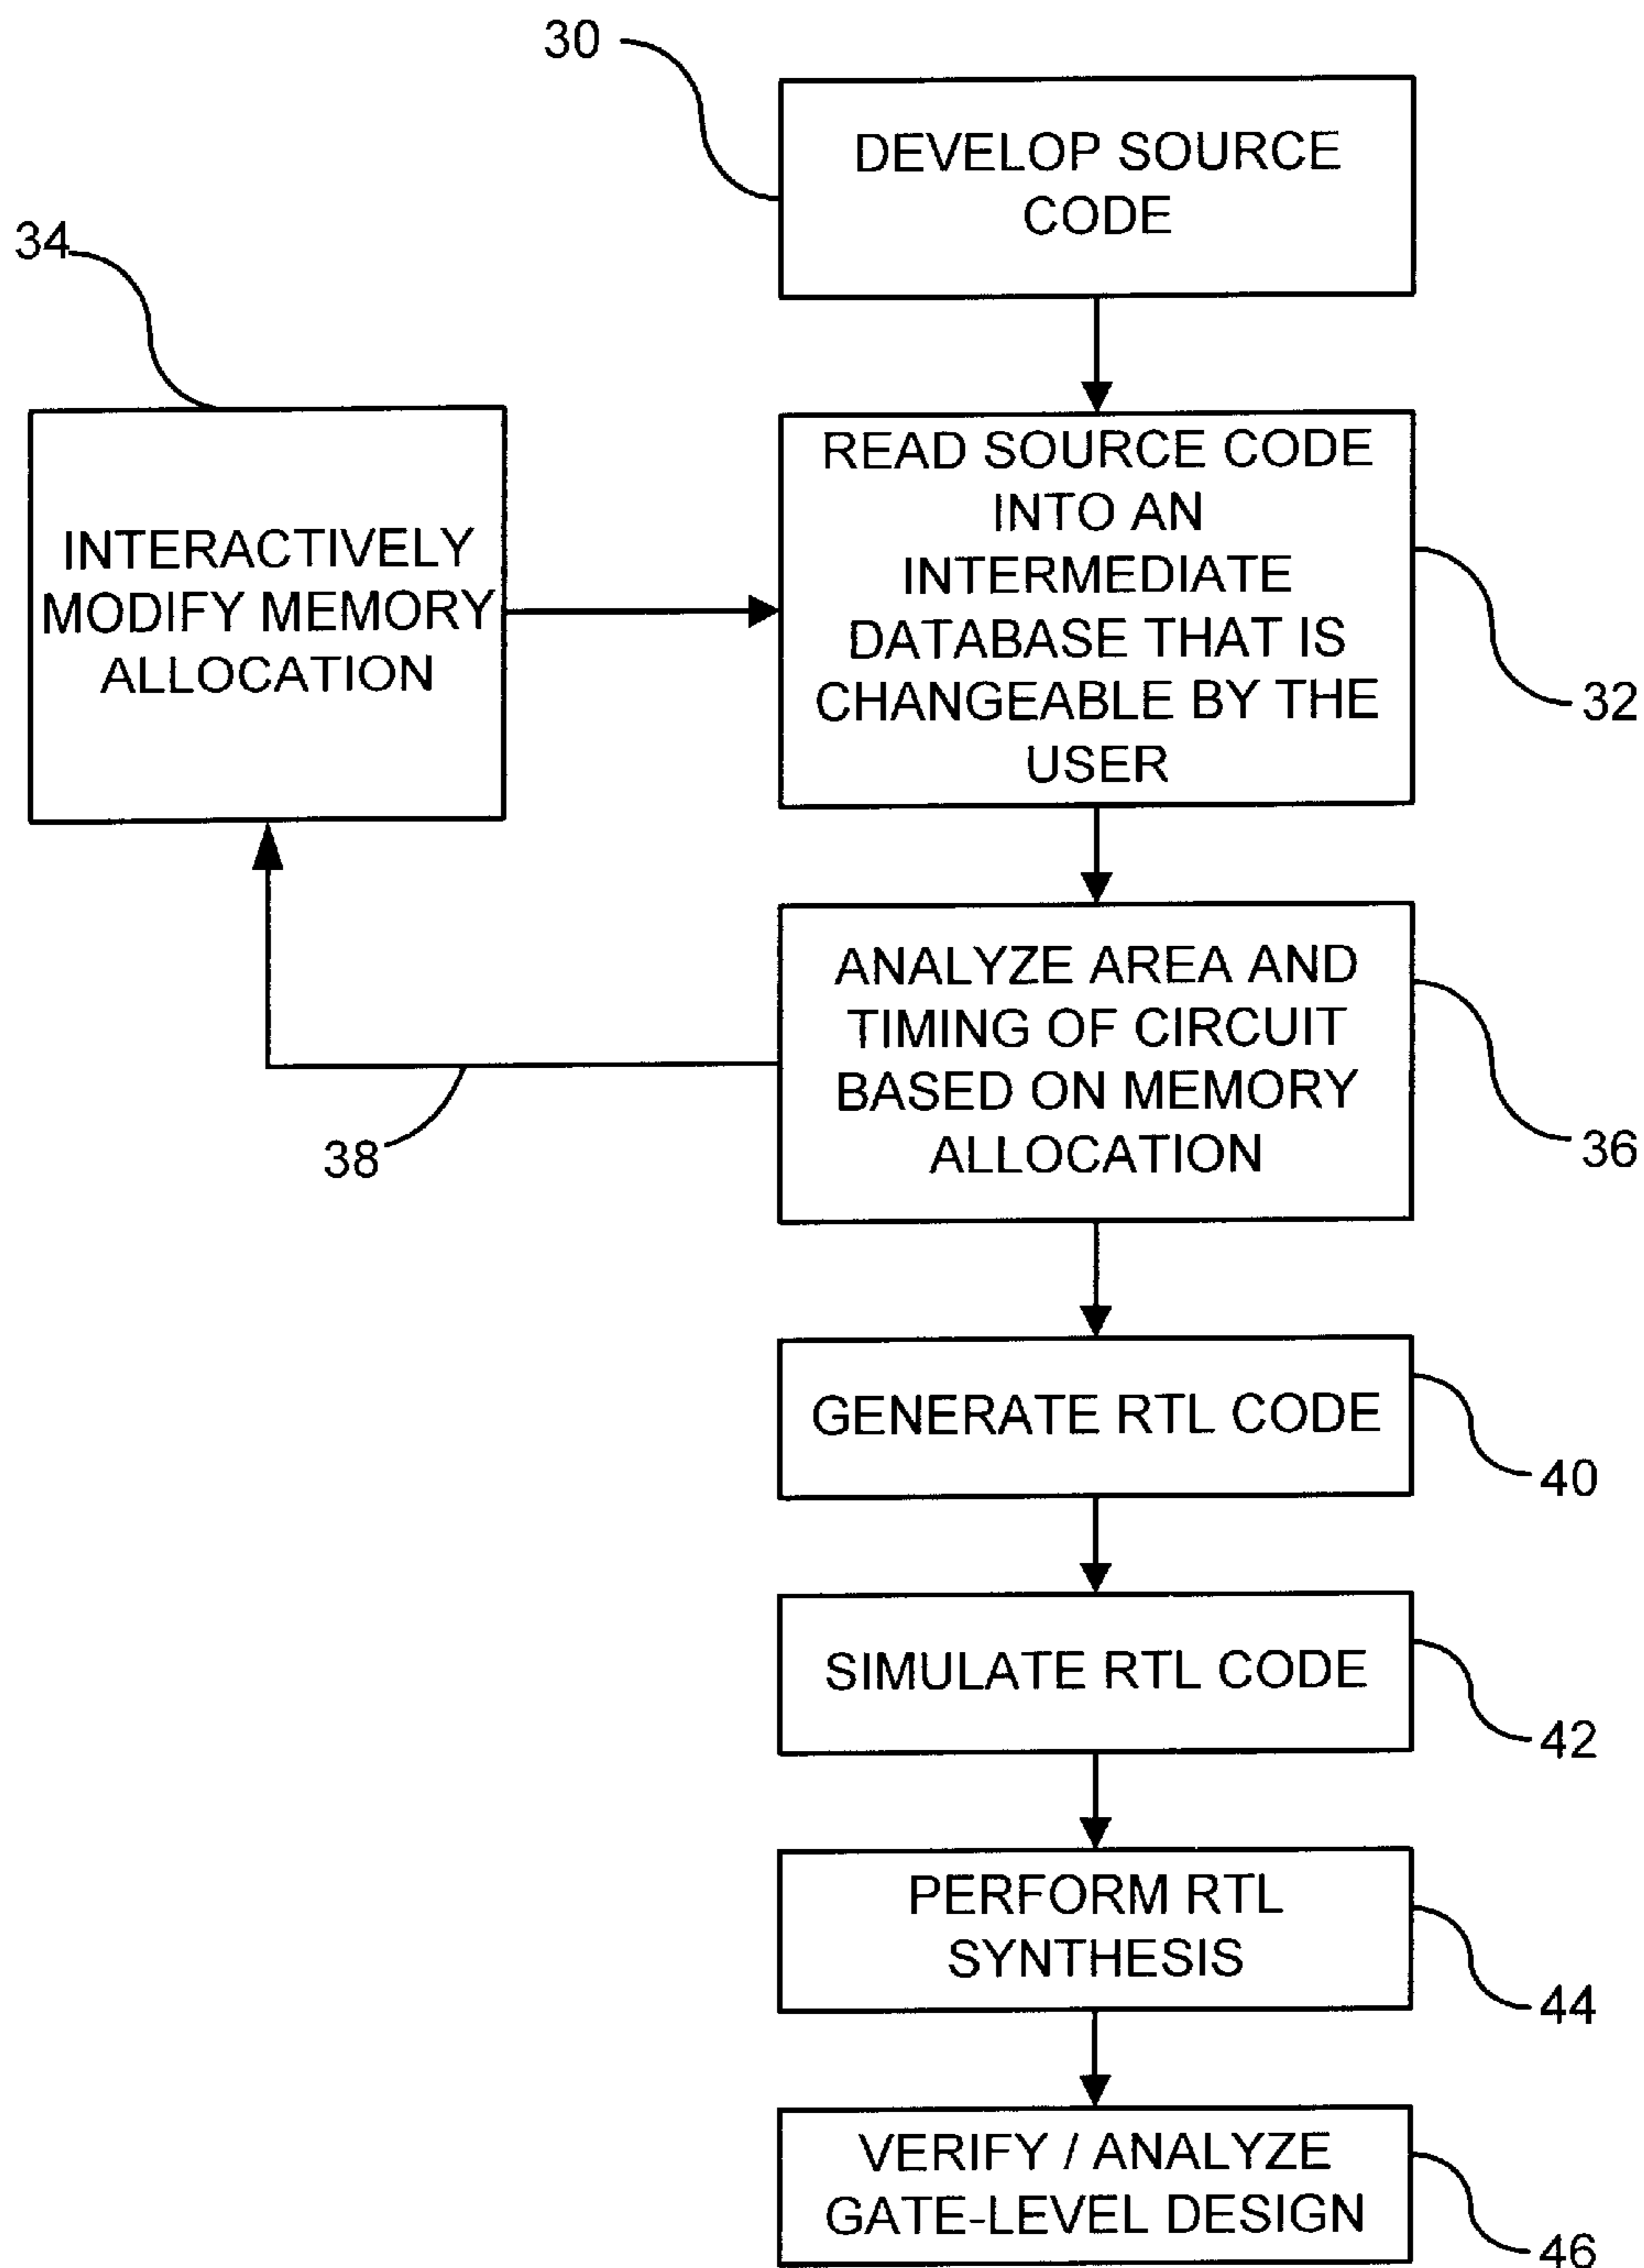 30
DEVELOP SOURCE
CODE
34
INTERACTIVELY
MODIFY MEMORY
ALLOCATION
READ SOURCE CODE
INTO AN
INTERMEDIATE
DATABASE THAT IS
CHANGEABLE BY THE
USER
32
ANALYZE AREA AND
TIMING OF CIRCUIT
BASED ON MEMORY
ALLOCATION
36
38
GENERATE RTL CODE
40
SIMULATE RTL CODE
42
PERFORM RTL
SYNTHESIS
44
VERIFY / ANALYZE
GATE-LEVEL DESIGN
46